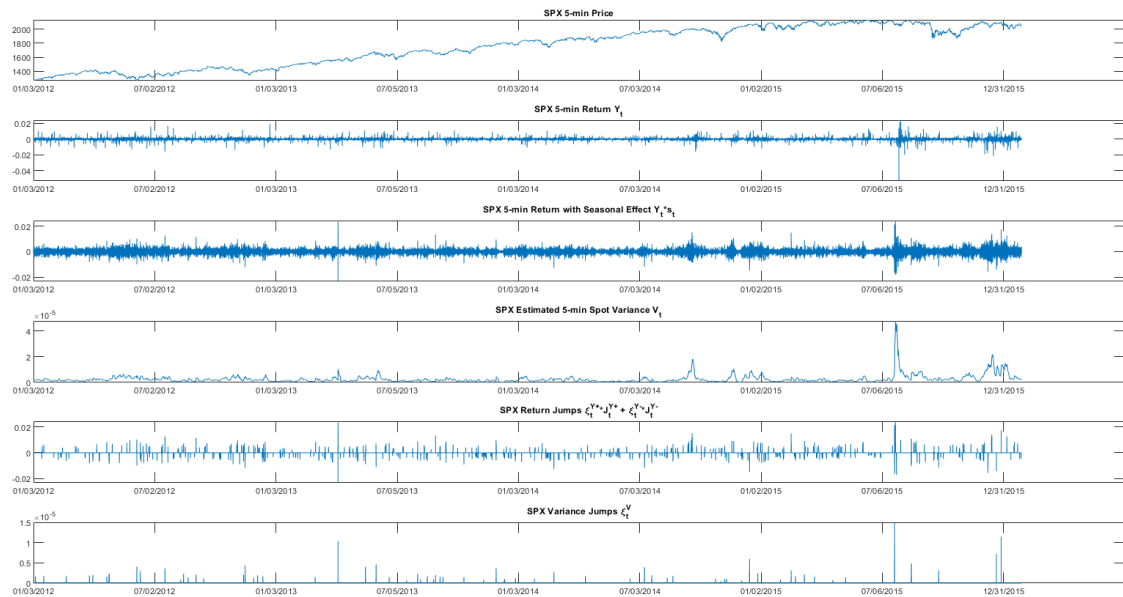 SPX 5-min Price
2000
1800
1600
1400
01/03/2012 07/02/2012 01/03/2013 07/05/2013 01/03/2014 07/03/2014 01/02/2015 07/06/2015 12/31/2015
SPX 5-min Return Y_t
0.02
0
-0.02
-0.04
01/03/2012 07/02/2012 01/03/2013 07/05/2013 01/03/2014 07/03/2014 01/02/2015 07/06/2015 12/31/2015
SPX 5-min Return with Seasonal Effect Y_t*s_t
0.02
0
-0.02
01/03/2012 07/02/2012 01/03/2013 07/05/2013 01/03/2014 07/03/2014 01/02/2015 07/06/2015 12/31/2015
SPX Estimated 5-min Spot Variance V_t
×10^-5
4
2
0
01/03/2012 07/02/2012 01/03/2013 07/05/2013 01/03/2014 07/03/2014 01/02/2015 07/06/2015 12/31/2015
SPX Return Jumps ξ_t^Y+*J_t^Y+ + ξ_t^Y-*J_t^Y-
0.02
0
-0.02
01/03/2012 07/02/2012 01/03/2013 07/05/2013 01/03/2014 07/03/2014 01/02/2015 07/06/2015 12/31/2015
SPX Variance Jumps ξ_t^V
×10^-5
1.5
1
0.5
0
01/03/2012 07/02/2012 01/03/2013 07/05/2013 01/03/2014 07/03/2014 01/02/2015 07/06/2015 12/31/2015